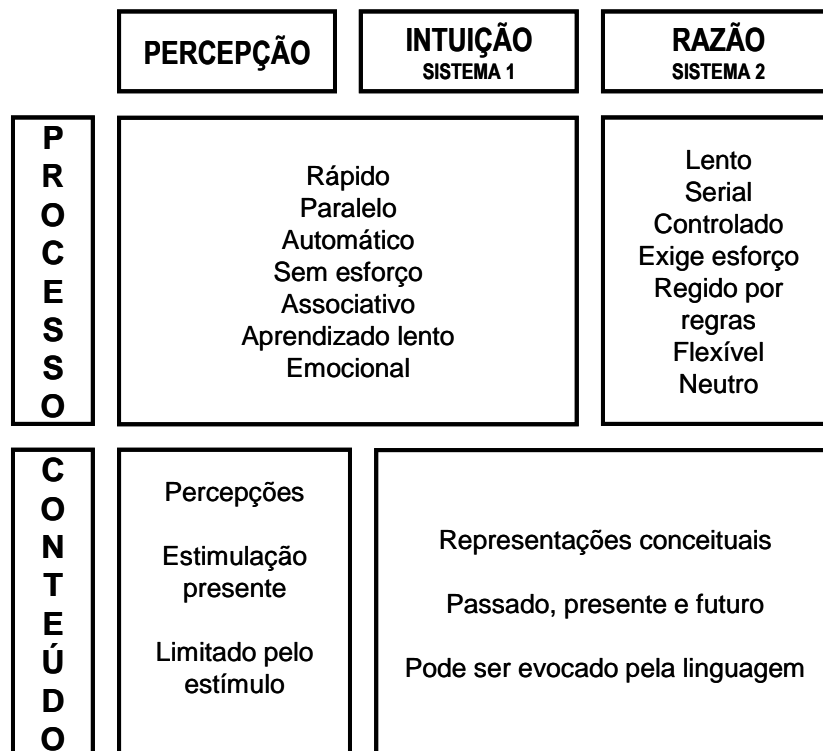 PERCEPÇÃO
INTUIÇÃO
SISTEMA 1
RAZÃO
SISTEMA 2
PROCESSO
Rápido
Paralelo
Automático
Sem esforço
Associativo
Aprendizado lento
Emocional
Lento
Serial
Controlado
Exige esforço
Regido por
regras
Flexível
Neutro
CONTEÚDO
Percepções
Estimulação
presente
Limitado pelo
estímulo
Representações conceituais
Passado, presente e futuro
Pode ser evocado pela linguagem